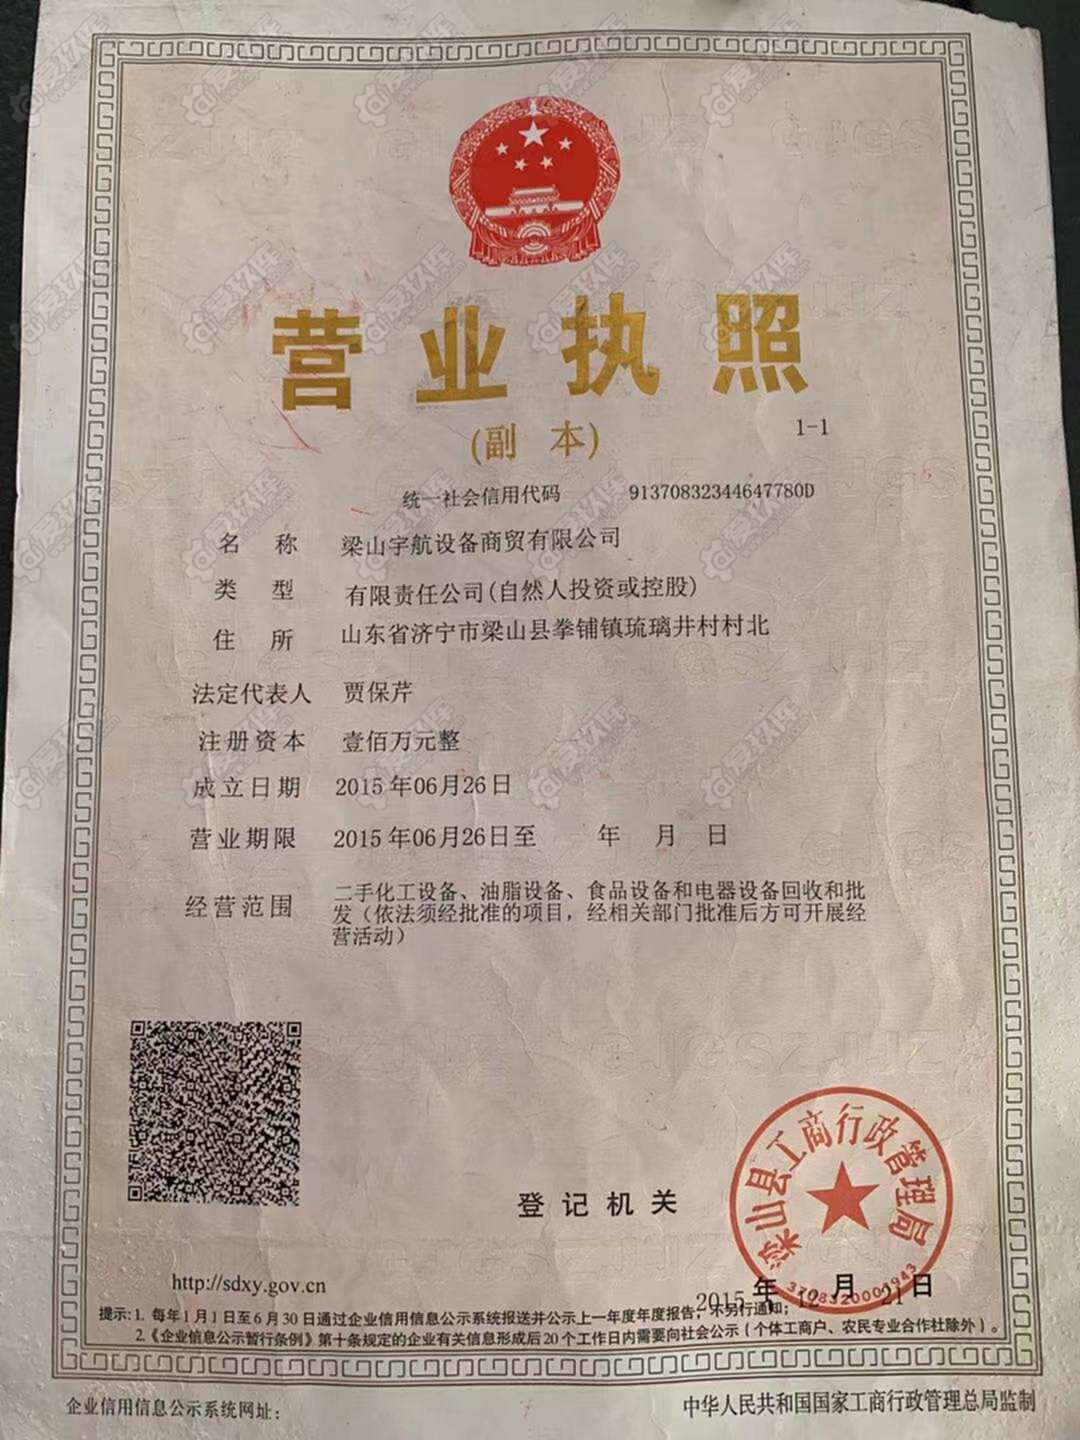 营业执照
(副 本)
1-1
统一社会信用代码 91370832344647780D
名 称 梁山宇航设备商贸有限公司
类 型 有限责任公司(自然人投资或控股)
住 所 山东省济宁市梁山县拳铺镇琉璃井村村北
法定代表人 贾保芹
注册资本 壹佰万元整
成立日期 2015年06月26日
营业期限 2015年06月26日至 年 月 日
经营范围 二手化工设备、油脂设备、食品设备和电器设备回收和批
发（依法须经批准的项目，经相关部门批准后方可开展经
营活动）
登记机关
梁山县工商行政管理局
3708320001943
2015年12月21日
http://sdxy.gov.cn
提示:1. 每年1月1日至6月30日通过企业信用信息公示系统报送并公示上一年度年度报告，不另行通知；
2.《企业信息公示暂行条例》第十条规定的企业有关信息形成后20个工作日内需要向社会公示（个体工商户、农民专业合作社除外）。
企业信用信息公示系统网址：
中华人民共和国国家工商行政管理总局监制